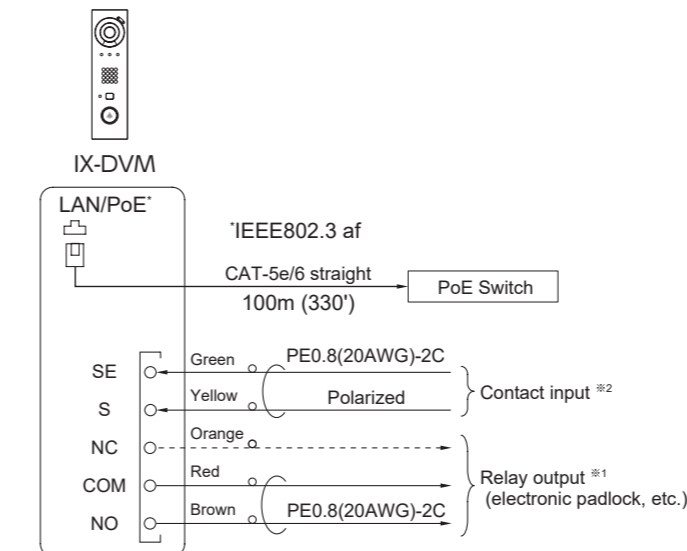 IX-DVM
LAN/PoE*
*IEEE802.3 af
CAT-5e/6 straight
100m (330')
PoE Switch
SE
Green
PE0.8(20AWG)-2C
S
Yellow
Polarized
Contact input ※2
NC
Orange
COM
Red
Relay output ※1
(electronic padlock, etc.)
NO
Brown
PE0.8(20AWG)-2C